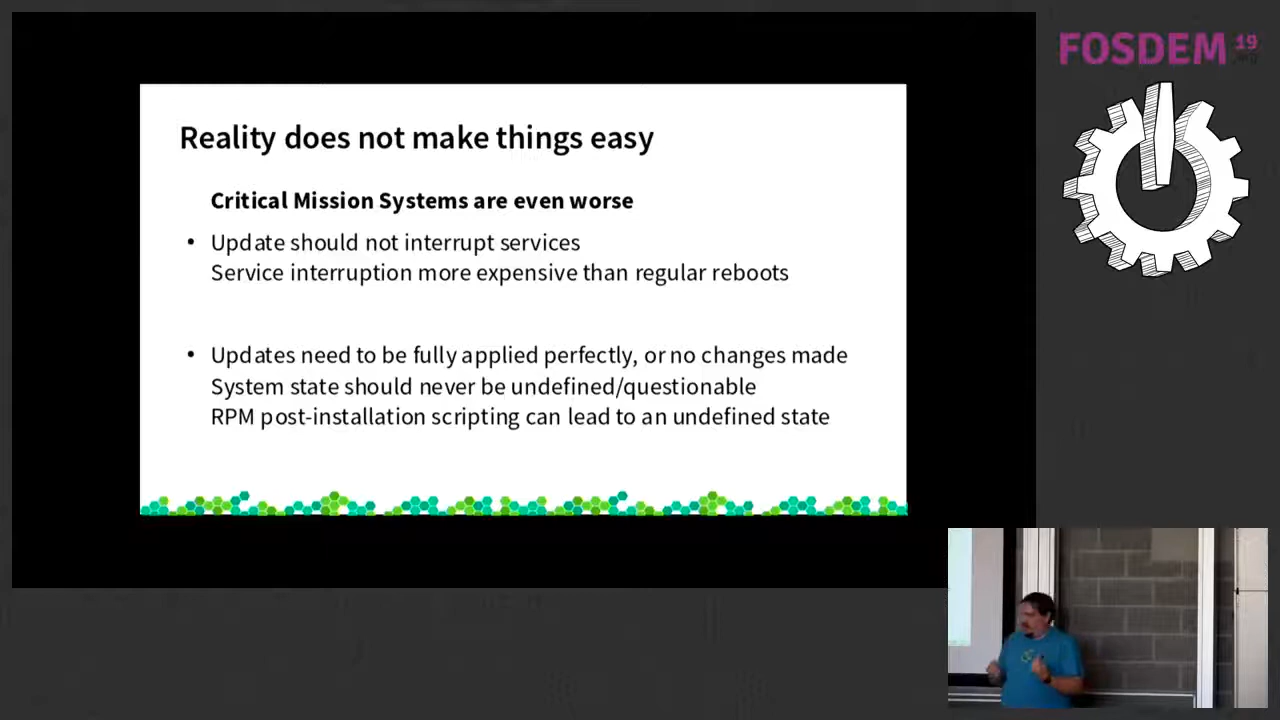 FOSDEM 19
Reality does not make things easy
Critical Mission Systems are even worse
• Update should not interrupt services
Service interruption more expensive than regular reboots
• Updates need to be fully applied perfectly, or no changes made
System state should never be undefined/questionable
RPM post-installation scripting can lead to an undefined state